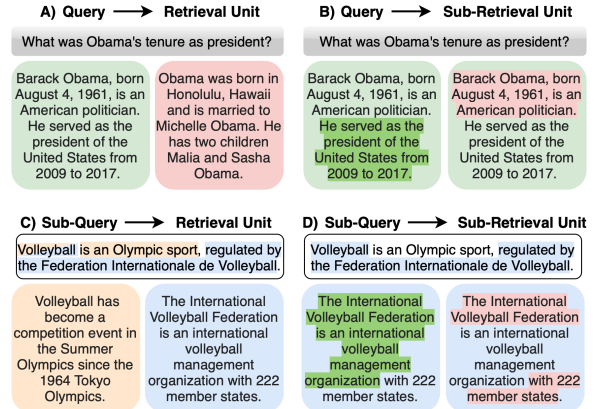 A) Query → Retrieval Unit
What was Obama's tenure as president?
Barack Obama, born
August 4, 1961, is an
American politician.
He served as the
president of the
United States from
2009 to 2017.
Obama was born in
Honolulu, Hawaii
and is married to
Michelle Obama. He
has two children
Malia and Sasha
Obama.
B) Query → Sub-Retrieval Unit
What was Obama's tenure as president?
Barack Obama, born
August 4, 1961, is an
American politician.
He served as the
president of the
United States from
2009 to 2017.
Barack Obama, born
August 4, 1961, is an
American politician.
He served as the
president of the
United States from
2009 to 2017.
C) Sub-Query → Retrieval Unit
Volleyball is an Olympic sport, regulated by
the Federation Internationale de Volleyball.
Volleyball has
become a
competition event in
the Summer
Olympics since the
1964 Tokyo
Olympics.
The International
Volleyball Federation
is an international
volleyball
management
organization with 222
member states.
D) Sub-Query → Sub-Retrieval Unit
Volleyball is an Olympic sport, regulated by
the Federation Internationale de Volleyball.
The International
Volleyball Federation
is an international
volleyball
management
organization with 222
member states.
The International
Volleyball Federation
is an international
volleyball
management
organization with 222
member states.